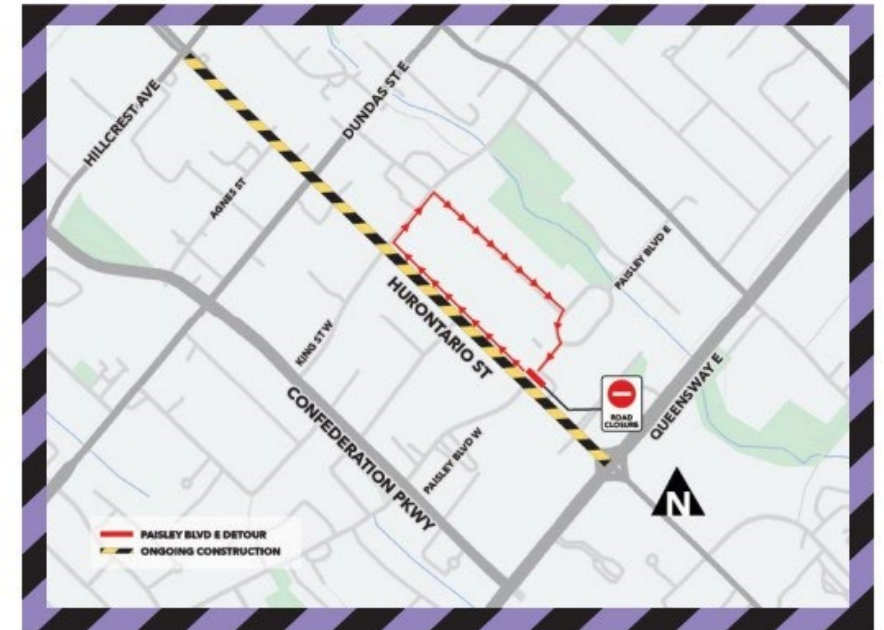 HILLCREST AVE
DUNDAS ST E
AGNES ST
PAISLEY BLVD E
HURONTARIO ST
KING ST W
QUEENSWAY E
ROAD
CLOSURE
CONFEDERATION PKWY
PAISLEY BLVD W
N
PAISLEY BLVD E DETOUR
ONGOING CONSTRUCTION